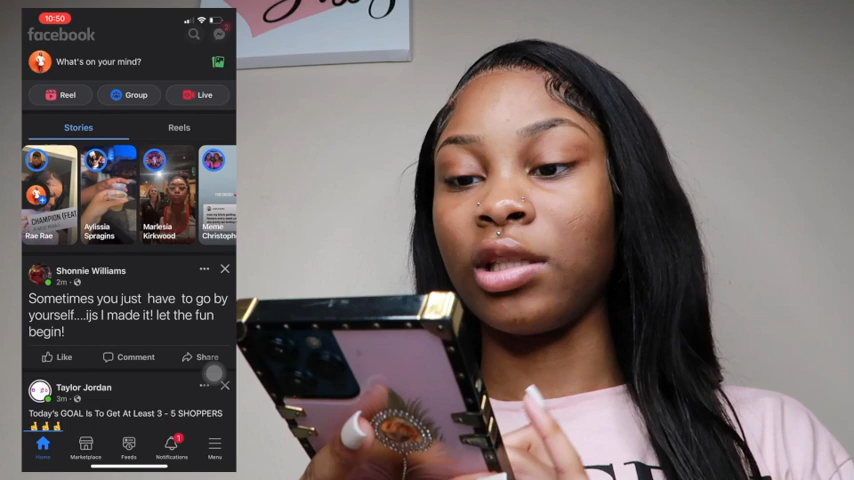 10:50
facebook
What's on your mind?
Reel
Group
Live
Stories
Reels
CHAMPION (FEAT
Rae Rae
Aylissia
Spragins
Marlesia
Kirkwood
Meme
Christoph
Shonnie Williams
2m
Sometimes you just have to go by
yourself....ijs I made it! let the fun
begin!
Like
Comment
Share
Taylor Jordan
3m
Today's GOAL Is To Get At Least 3 - 5 SHOPPERS
Home
Marketplace
Feeds
1
Notifications
Menu